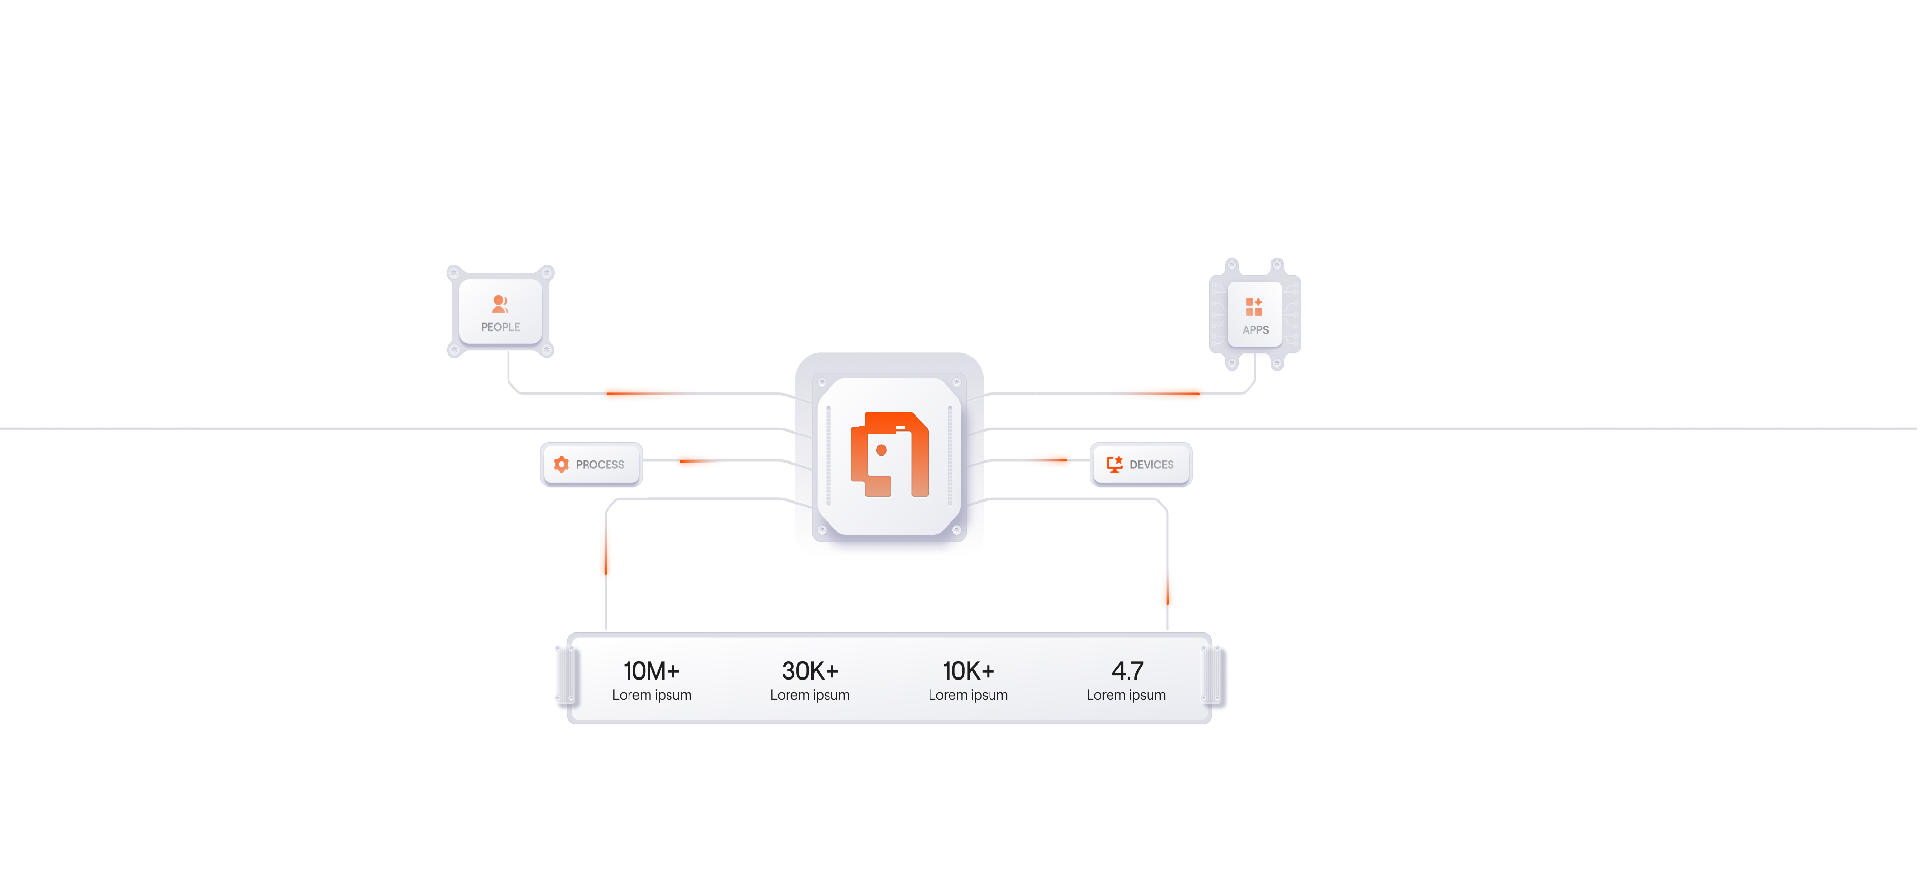 PEOPLE
APPS
PROCESS
DEVICES
10M+
Lorem ipsum
30K+
Lorem ipsum
10K+
Lorem ipsum
4.7
Lorem ipsum